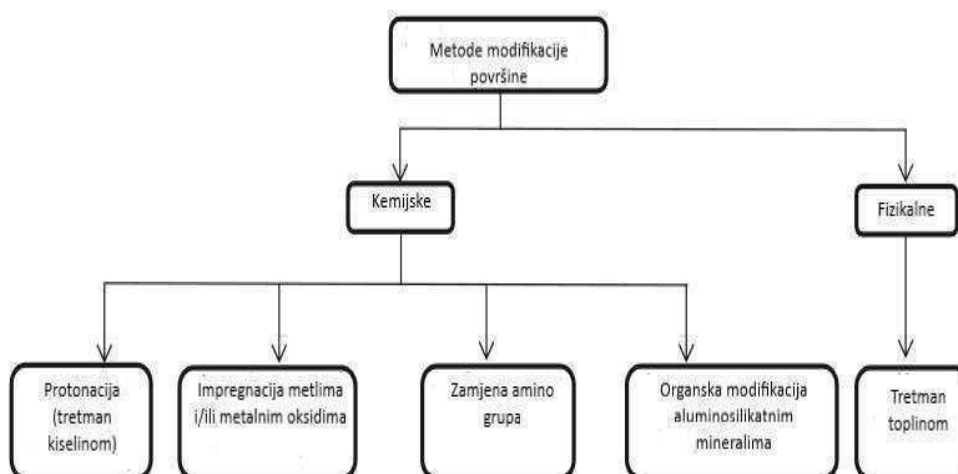 Metode modifikacije
površine
Kemijske
Fizikalne
Protonacija
(tretman
kiselinom)
Impregnacija metlima
i/ili metalnim oksidima
Zamjena amino
grupa
Organska modifikacija
aluminosilikatnim
mineralima
Tretman
toplinom